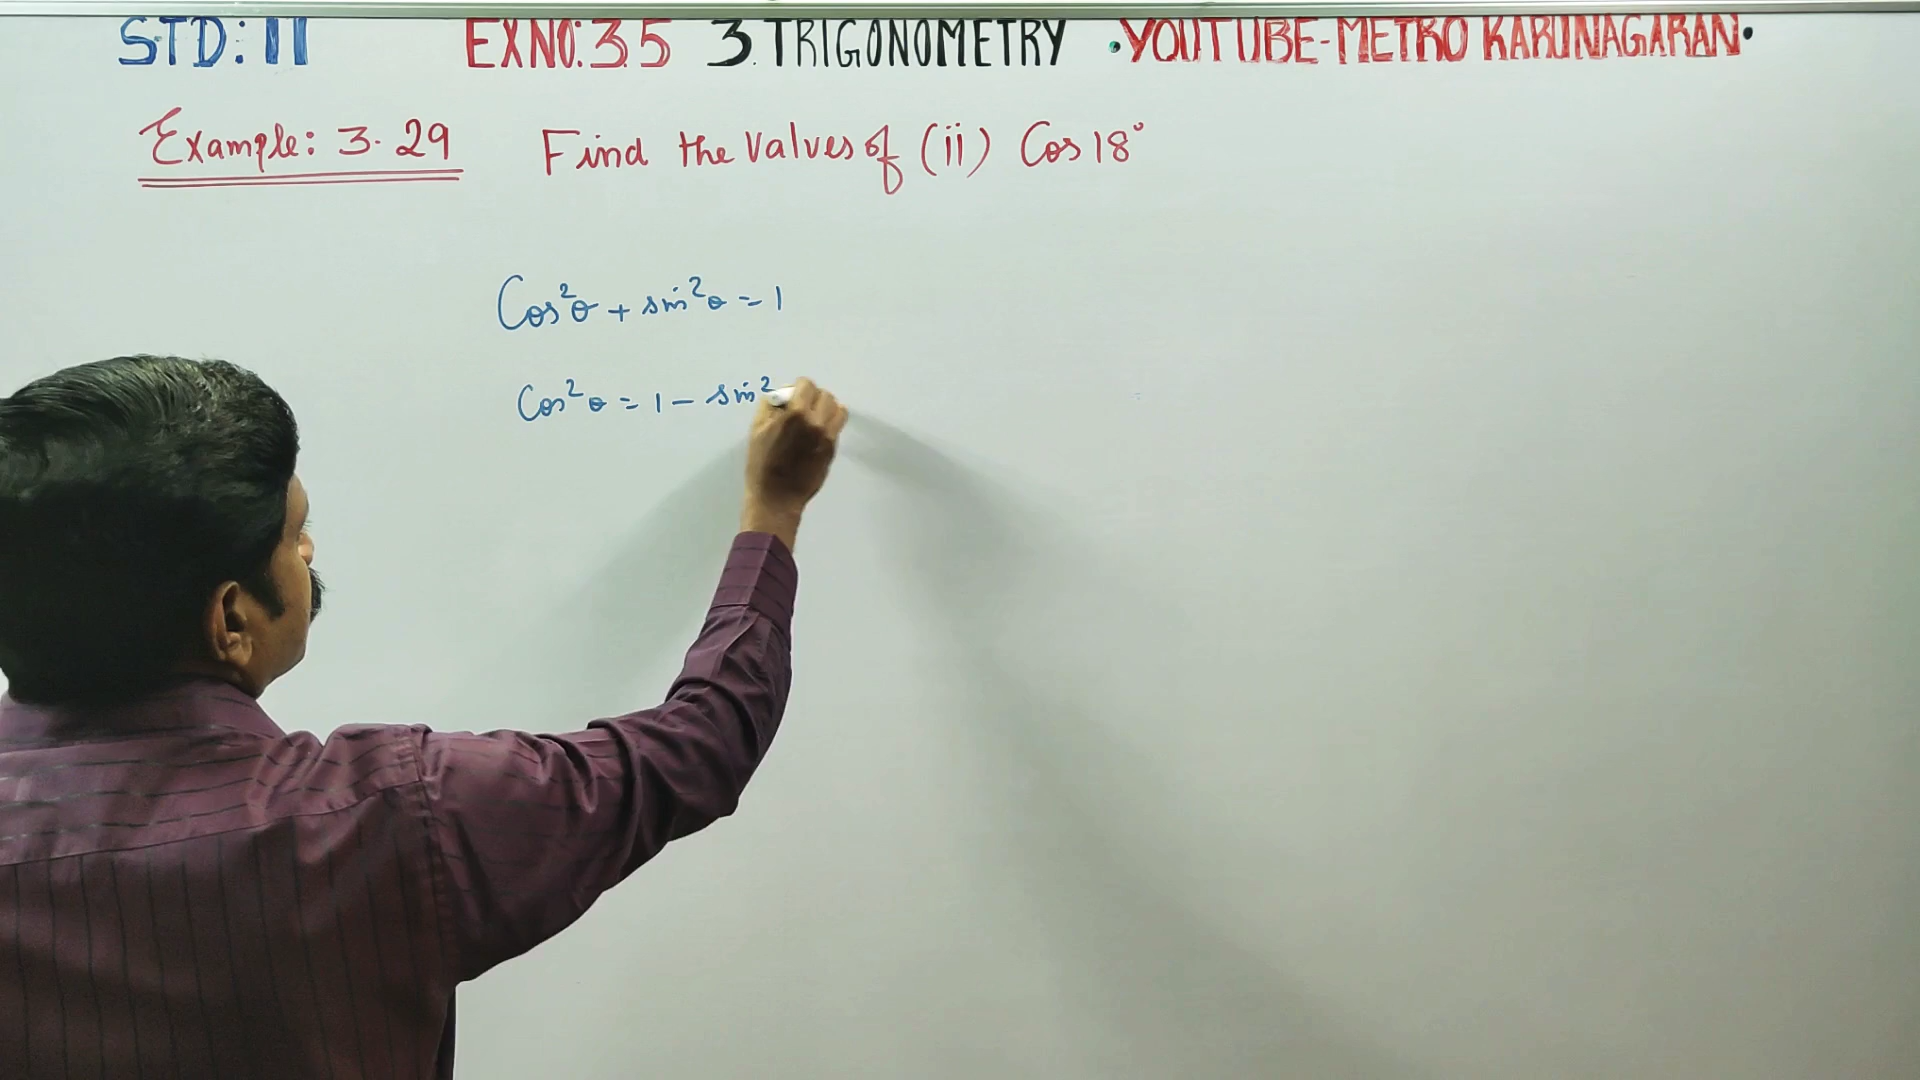 STD: 11 EXNO: 3.5 3. TRIGONOMETRY •YOUTUBE-METRO KARUNAGARAN•
Example: 3.29 Find the values of (ii) Cos 18°
Cos²θ + sin²θ = 1
Cos²θ = 1 - sin²